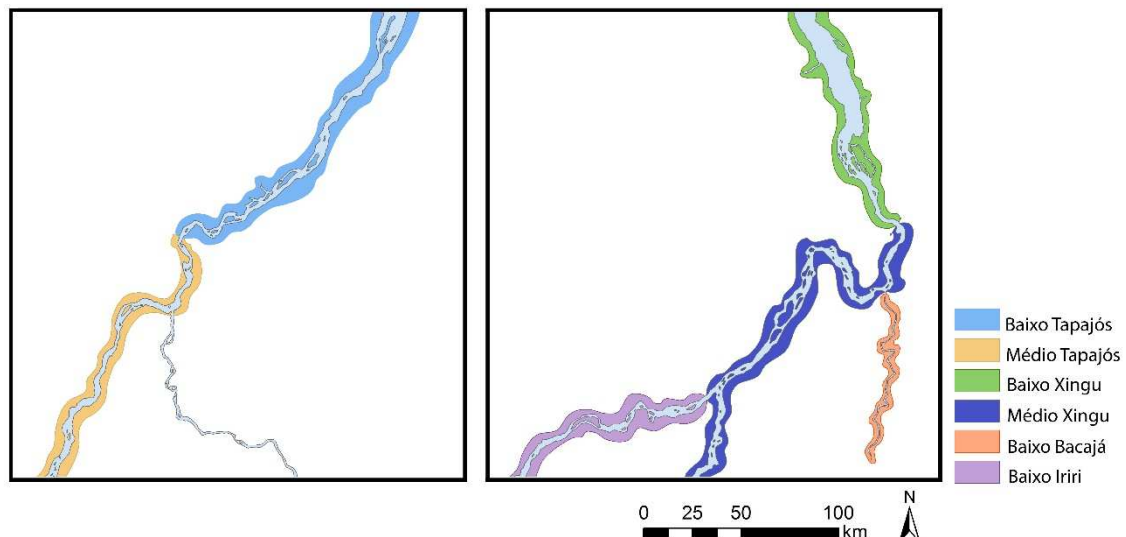 Baixo Tapajós
Médio Tapajós
Baixo Xingu
Médio Xingu
Baixo Bacajá
Baixo Iriri
N
0 25 50 100
km